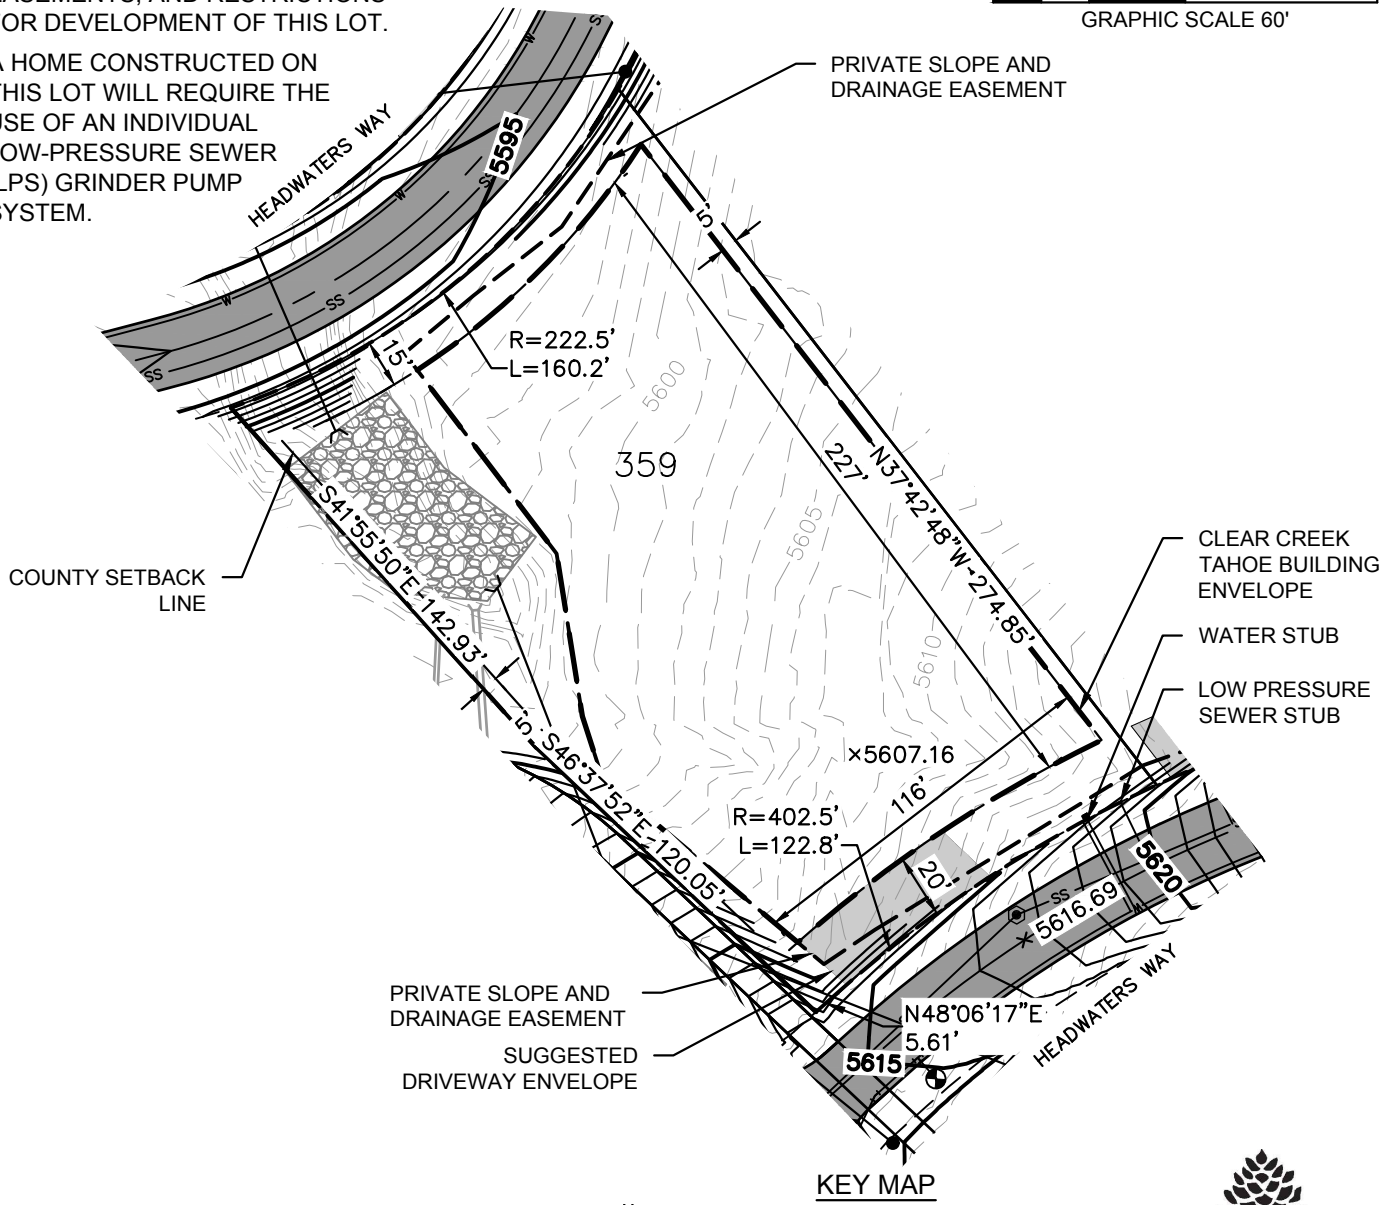 EASEMENTS, AND RESTRICTIONS
FOR DEVELOPMENT OF THIS LOT.
A HOME CONSTRUCTED ON
THIS LOT WILL REQUIRE THE
USE OF AN INDIVIDUAL
LOW-PRESSURE SEWER
(LPS) GRINDER PUMP
SYSTEM.
GRAPHIC SCALE 60'
PRIVATE SLOPE AND
DRAINAGE EASEMENT
HEADWATERS WAY
5595
W
W
W
SS
SS
SS
S
S
5'
15'
R=222.5'
L=160.2'
5600
359
227'
N37°42'48"W-274.85'
5605
5610
S41°55'50"E-142.93'
COUNTY SETBACK
LINE
CLEAR CREEK
TAHOE BUILDING
ENVELOPE
WATER STUB
LOW PRESSURE
SEWER STUB
5'
S46°37'52"E-120.05'
×5607.16
116'
R=402.5'
L=122.8'
20'
5620
SS
5616.69
W
PRIVATE SLOPE AND
DRAINAGE EASEMENT
SUGGESTED
DRIVEWAY ENVELOPE
N48°06'17"E
5.61'
5615
HEADWATERS WAY
KEY MAP